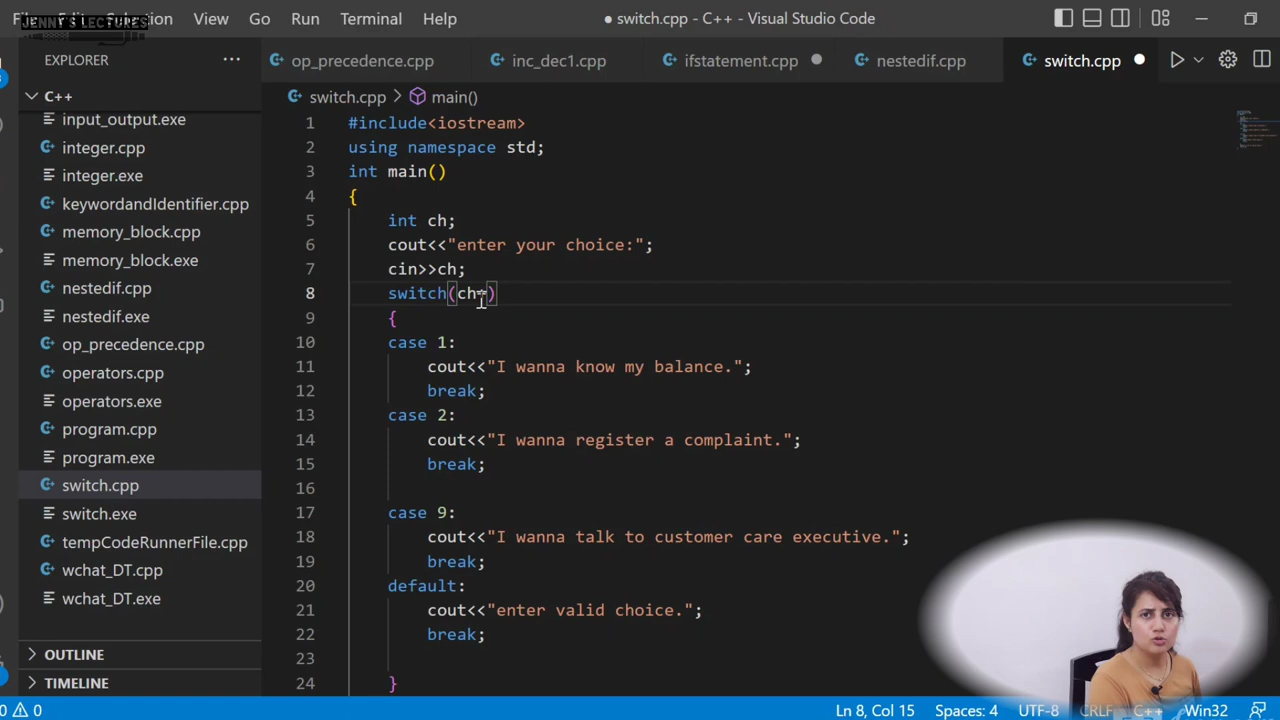 JENNY'S LECTURES
File Edit Selection View Go Run Terminal Help
● switch.cpp - C++ - Visual Studio Code
EXPLORER
op_precedence.cpp
inc_dec1.cpp
ifstatement.cpp
nestedif.cpp
switch.cpp
C++
input_output.exe
integer.cpp
integer.exe
keywordandIdentifier.cpp
memory_block.cpp
memory_block.exe
nestedif.cpp
nestedif.exe
op_precedence.cpp
operators.cpp
operators.exe
program.cpp
program.exe
switch.cpp
switch.exe
tempCodeRunnerFile.cpp
wchat_DT.cpp
wchat_DT.exe
OUTLINE
TIMELINE
switch.cpp > main()
1 #include<iostream>
2 using namespace std;
3 int main()
4 {
5 int ch;
6 cout<<"enter your choice:";
7 cin>>ch;
8 switch(ch
9 {
10 case 1:
11 cout<<"I wanna know my balance.";
12 break;
13 case 2:
14 cout<<"I wanna register a complaint.";
15 break;
16
17 case 9:
18 cout<<"I wanna talk to customer care executive.";
19 break;
20 default:
21 cout<<"enter valid choice.";
22 break;
23
24 }
0 0 Ln 8, Col 15 Spaces: 4 UTF-8 CRLF C++ Win32